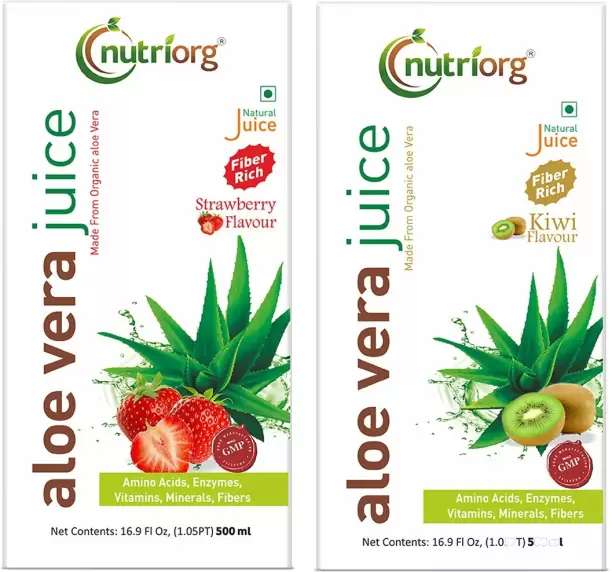 nutriorg®
Natural
Juice
Fiber
Rich
Strawberry
Flavour
aloe vera juice
Made From Organic aloe Vera
GMP
Amino Acids, Enzymes,
Vitamins, Minerals, Fibers
Net Contents: 16.9 Fl Oz, (1.05PT) 500 ml
nutriorg®
Natural
Juice
Fiber
Rich
Kiwi
Flavour
aloe vera juice
Made From Organic aloe Vera
GMP
Amino Acids, Enzymes,
Vitamins, Minerals, Fibers
Net Contents: 16.9 Fl Oz,